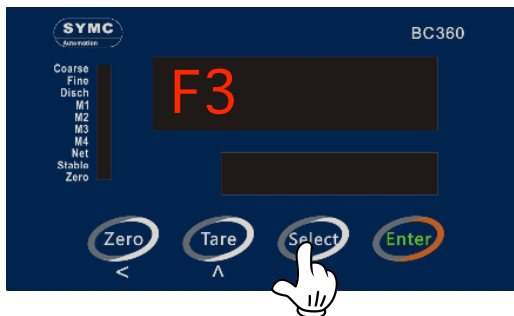 SYMC
Automation
BC360
Coarse
Fine
Disch
M1
M2
M3
M4
Net
Stable
Zero
F3
Zero
Tare
Select
Enter
<
^